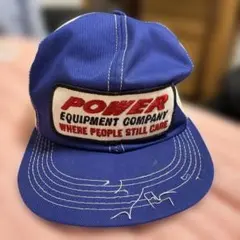 POWER
EQUIPMENT COMPANY
WHERE PEOPLE STILL CARE